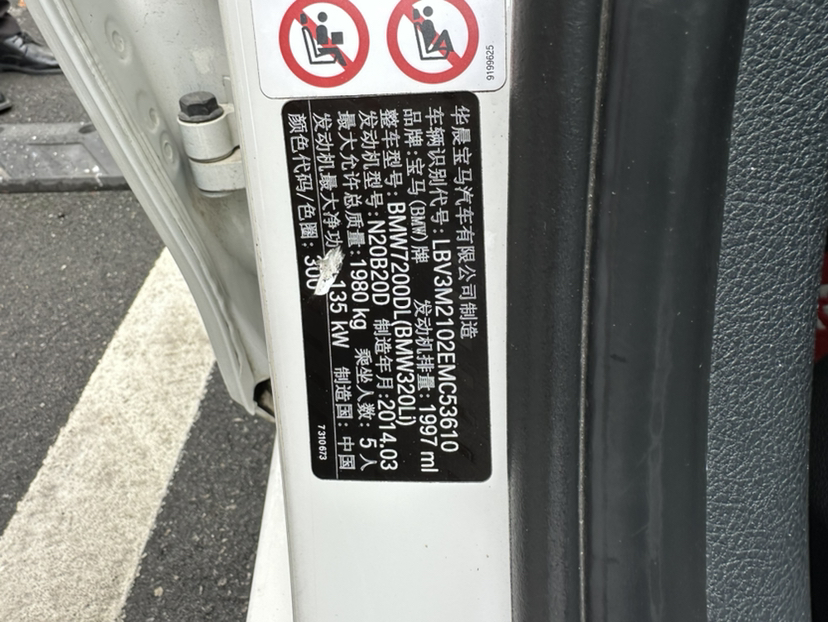 9199625
华晨宝马汽车有限公司制造
车辆识别代号: LBV3M2102EMC53610
品牌: 宝马(BMW)牌 发动机排量: 1997 ml
整车型号: BMW7200DL(BMW320Li)
发动机型号: N20B20D 制造年月: 2014.03
最大允许总质量: 1980 kg 乘坐人数: 5 人
发动机最大净功 135 kW 制造国: 中国
颜色代码/色圈: 300
7310673